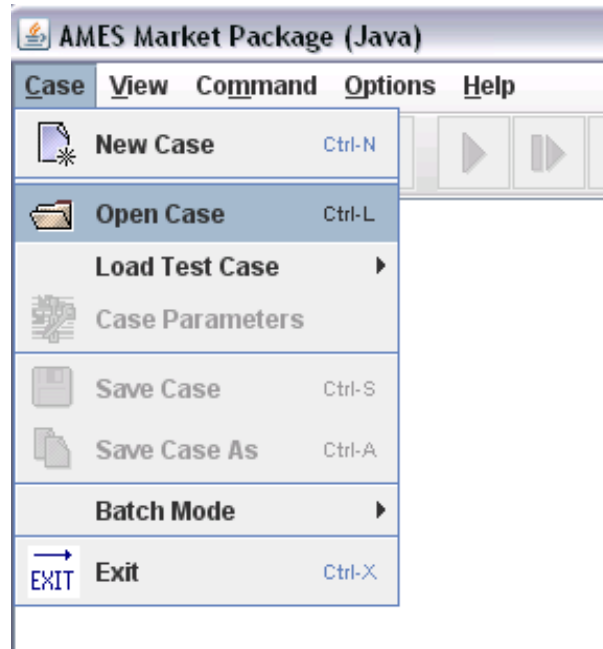 AMES Market Package (Java)
Case View Command Options Help
New Case Ctrl-N
Open Case Ctrl-L
Load Test Case
Case Parameters
Save Case Ctrl-S
Save Case As Ctrl-A
Batch Mode
EXIT Exit Ctrl-X